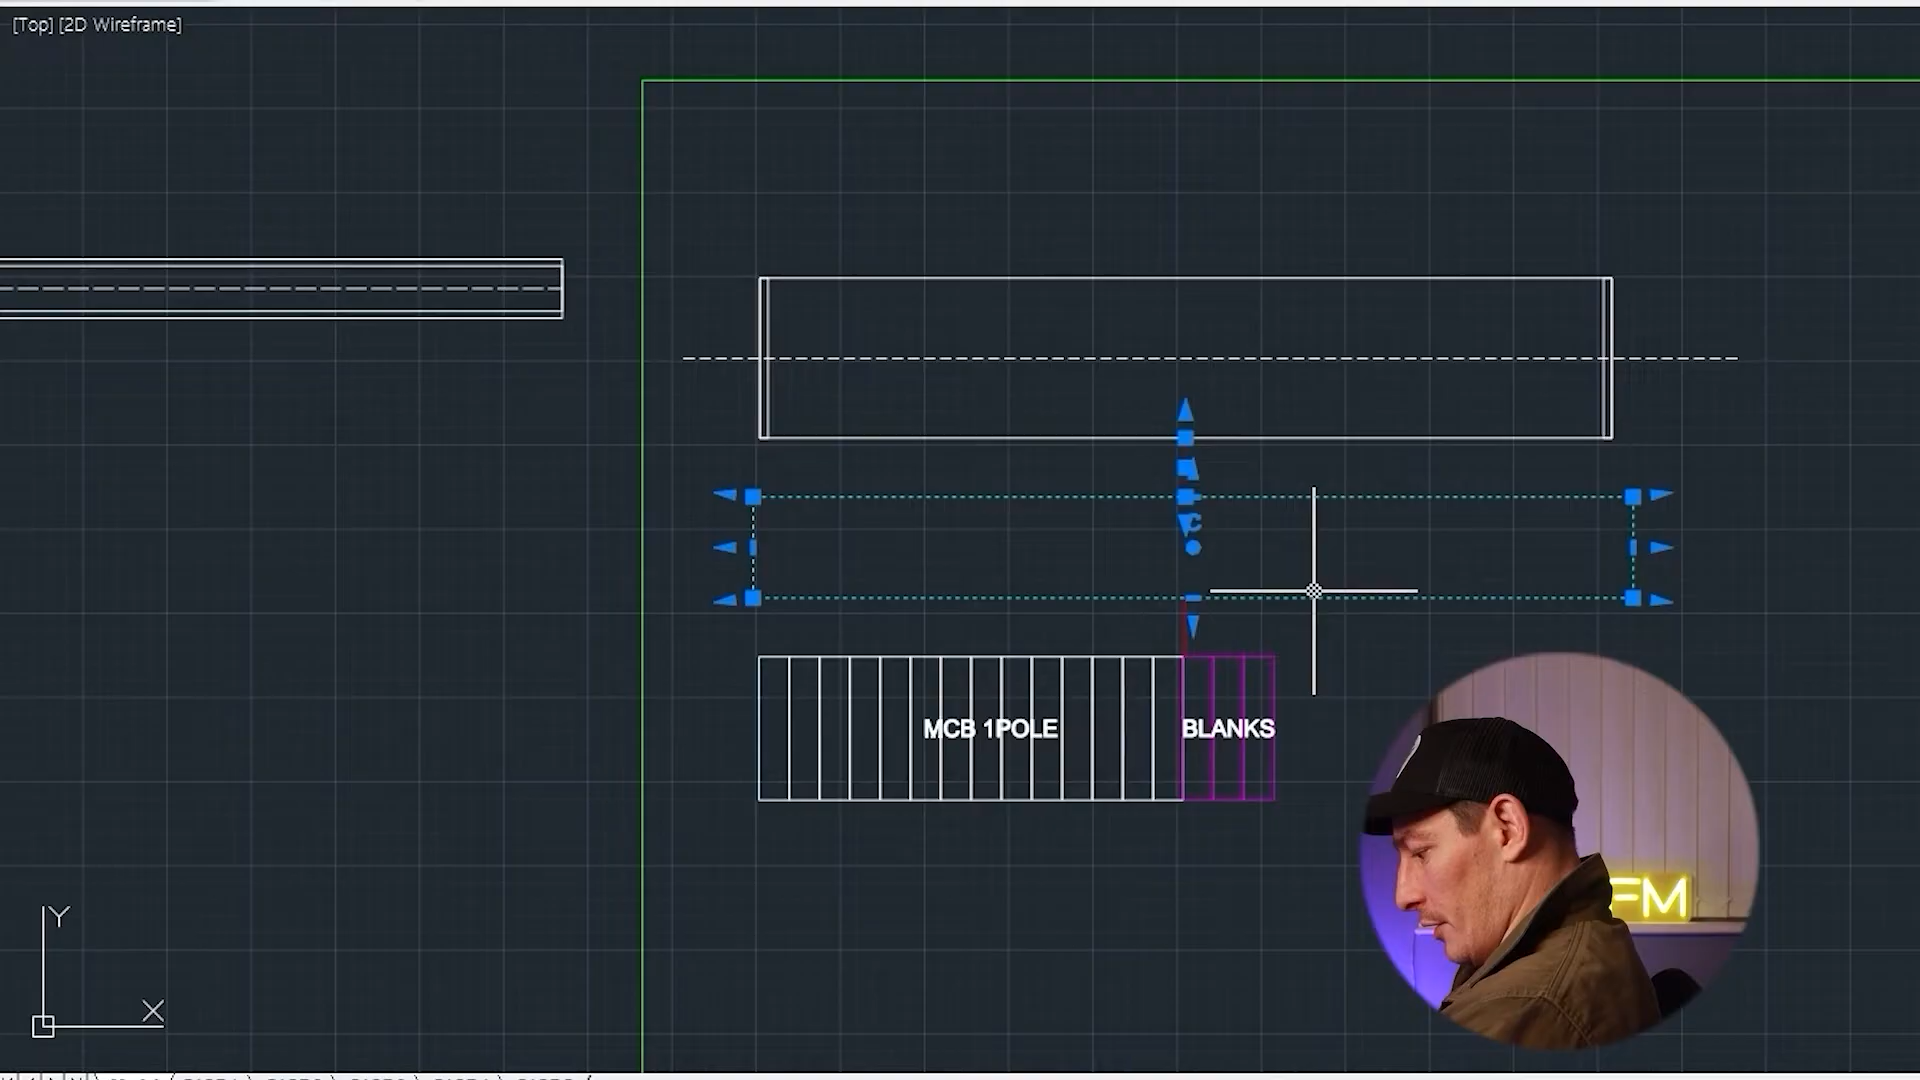 [Top] [2D Wireframe]
MCB 1POLE
BLANKS
FM
Y
X